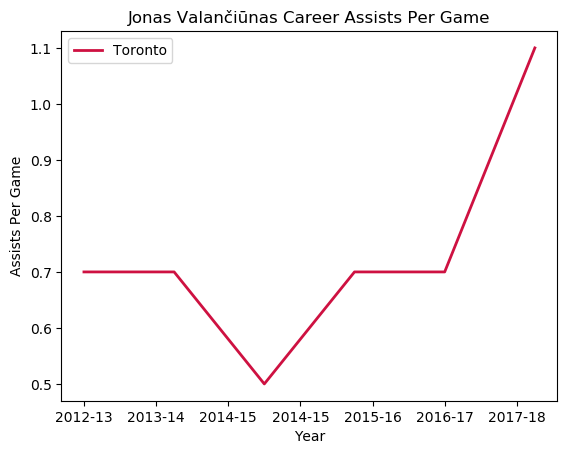 Jonas Valančiūnas Career Assists Per Game
Toronto
1.1
1.0
0.9
0.8
0.7
0.6
0.5
Assists Per Game
2012-13 2013-14 2014-15 2014-15 2015-16 2016-17 2017-18
Year